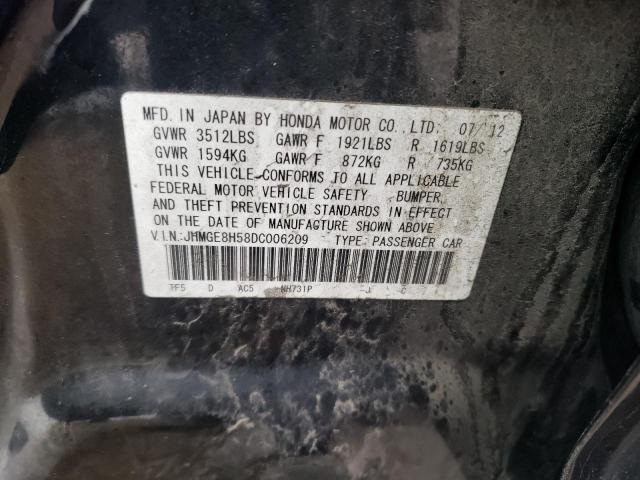 MFD. IN JAPAN BY HONDA MOTOR CO., LTD. 07/12
GVWR 3512LBS GAWR F 1921LBS R 1619LBS
GVWR 1594KG GAWR F 872KG R 735KG
THIS VEHICLE CONFORMS TO ALL APPLICABLE
FEDERAL MOTOR VEHICLE SAFETY, BUMPER,
AND THEFT PREVENTION STANDARDS IN EFFECT
ON THE DATE OF MANUFACTURE SHOWN ABOVE
V.I.N.:JHMGE8H58DC006209 TYPE: PASSENGER CAR
TF5 D AC5 NH731P -J C